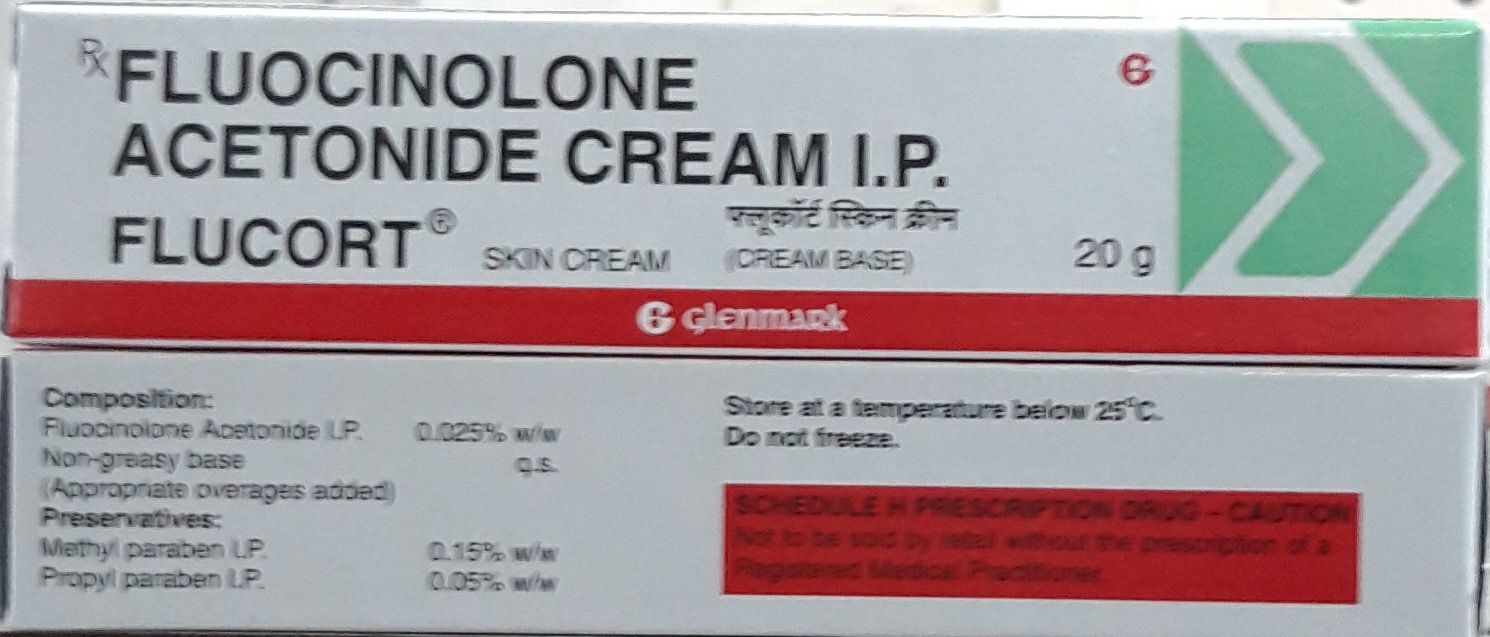 Rx FLUOCINOLONE
ACETONIDE CREAM I.P.
FLUCORT® SKIN CREAM
फ्लूकॉर्ट स्किन क्रीम
(CREAM BASE)
20 g
G glenmark
Composition:
Fluocinolone Acetonide I.P. 0.025% w/w
Non-greasy base q.s.
(Appropriate overages added)
Preservatives:
Methyl paraben I.P. 0.15% w/w
Propyl paraben I.P. 0.05% w/w
Store at a temperature below 25°C.
Do not freeze.
SCHEDULE H PRESCRIPTION DRUG - CAUTION
Not to be sold by retail without the prescription of a
Registered Medical Practitioner.